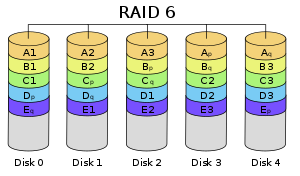 RAID 6
A1 A2 A3 Ap Aq
B1 B2 Bp Bq B3
C1 Cp Cq C2 C3
Dp Dq D1 D2 D3
Eq E1 E2 E3 Ep
Disk 0 Disk 1 Disk 2 Disk 3 Disk 4